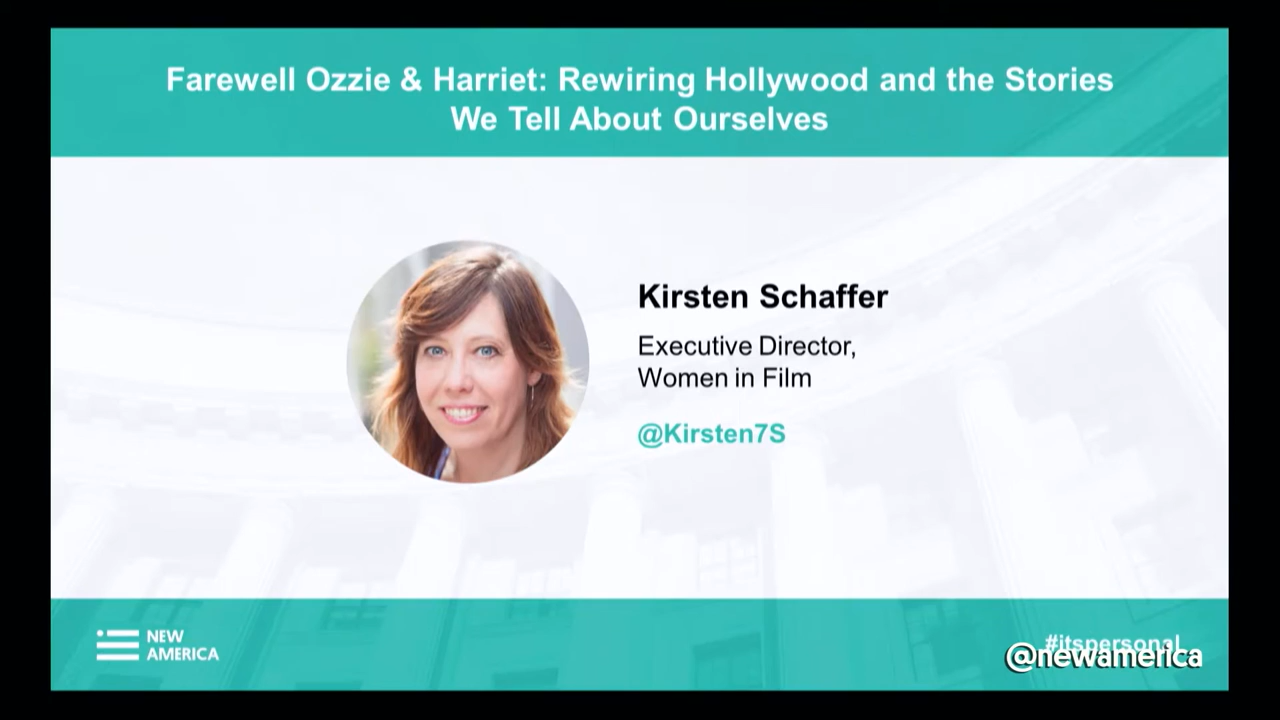 Farewell Ozzie & Harriet: Rewiring Hollywood and the Stories
We Tell About Ourselves
Kirsten Schaffer
Executive Director,
Women in Film
@Kirsten7S
NEW
AMERICA
#itspersonal
@newamerica